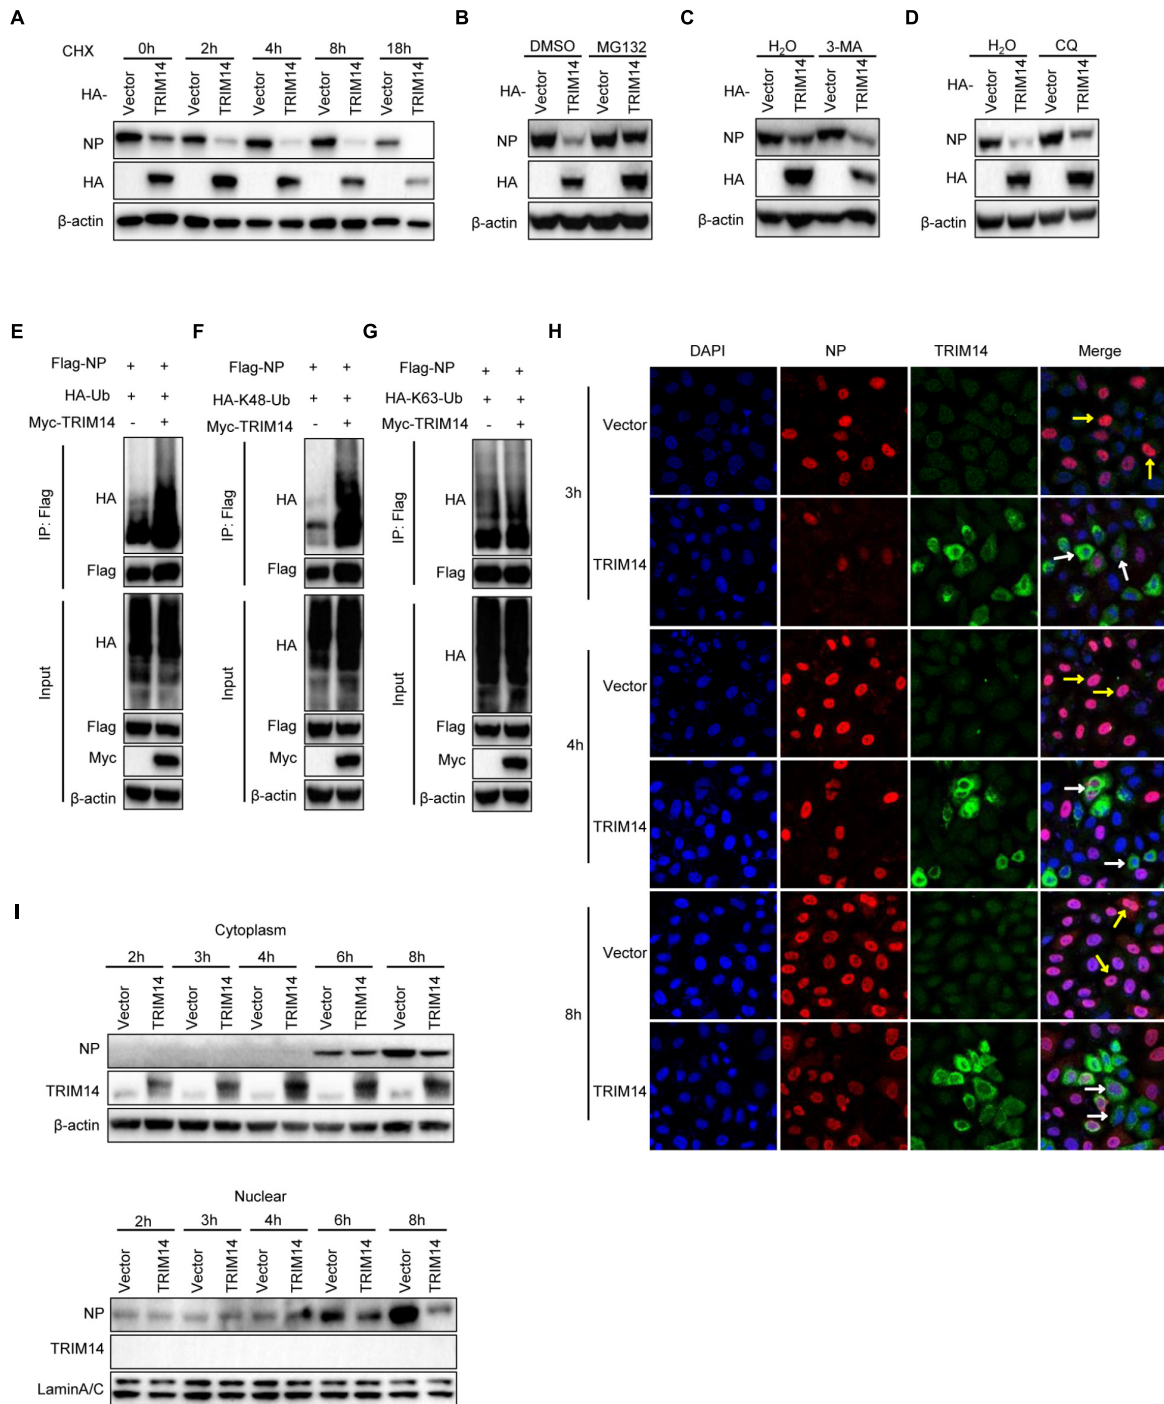 A
CHX 0h 2h 4h 8h 18h
HA- Vector TRIM14 Vector TRIM14 Vector TRIM14 Vector TRIM14 Vector TRIM14
NP
HA
β-actin
B
DMSO MG132
HA- Vector TRIM14 Vector TRIM14
NP
HA
β-actin
C
H₂O 3-MA
HA- Vector TRIM14 Vector TRIM14
NP
HA
β-actin
D
H₂O CQ
HA- Vector TRIM14 Vector TRIM14
NP
HA
β-actin
E
Flag-NP + +
HA-Ub + +
Myc-TRIM14 - +
IP: Flag
HA
Flag
Input
HA
Flag
Myc
β-actin
F
Flag-NP + +
HA-K48-Ub + +
Myc-TRIM14 - +
IP: Flag
HA
Flag
Input
HA
Flag
Myc
β-actin
G
Flag-NP + +
HA-K63-Ub + +
Myc-TRIM14 - +
IP: Flag
HA
Flag
Input
HA
Flag
Myc
β-actin
H
DAPI NP TRIM14 Merge
3h
Vector
TRIM14
4h
Vector
TRIM14
8h
Vector
TRIM14
I
Cytoplasm
2h 3h 4h 6h 8h
Vector TRIM14 Vector TRIM14 Vector TRIM14 Vector TRIM14 Vector TRIM14
NP
TRIM14
β-actin
Nuclear
2h 3h 4h 6h 8h
Vector TRIM14 Vector TRIM14 Vector TRIM14 Vector TRIM14 Vector TRIM14
NP
TRIM14
LaminA/C